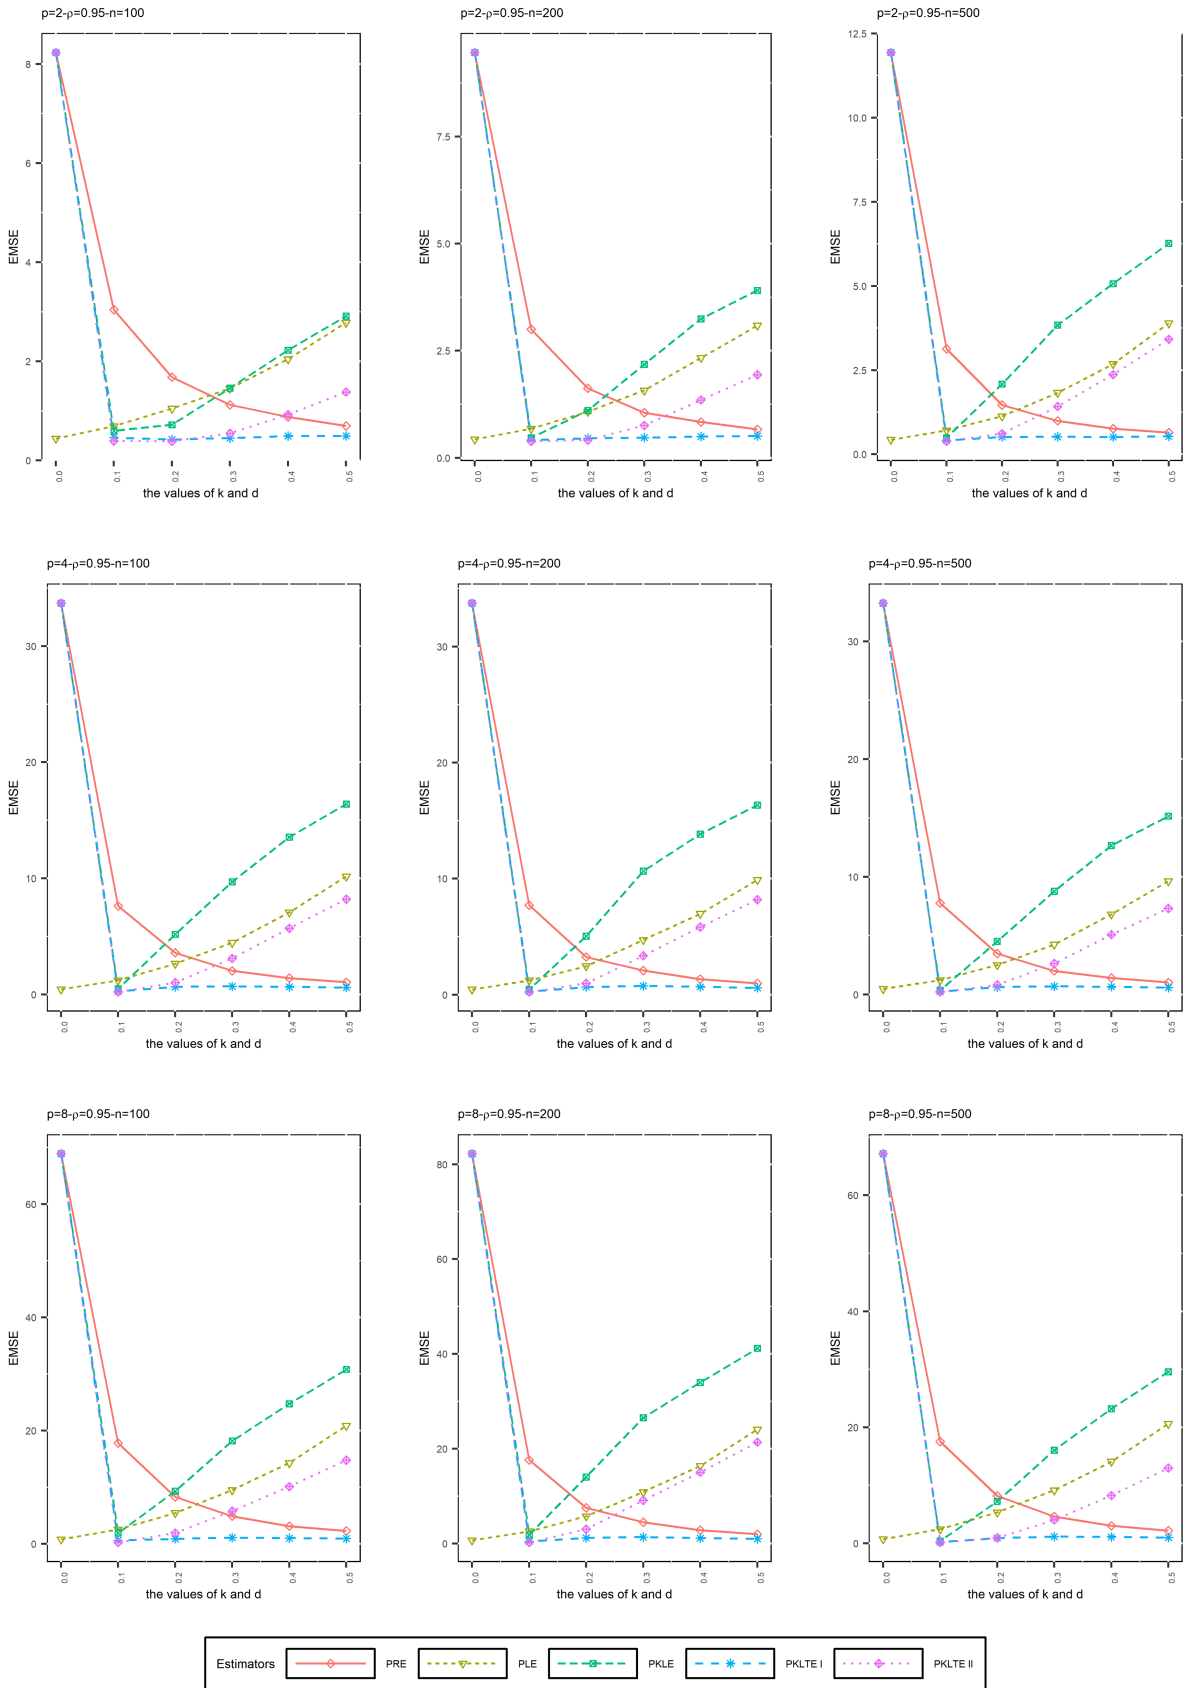 p=2-ρ=0.95-n=100
p=2-ρ=0.95-n=200
p=2-ρ=0.95-n=500
EMSE
8
6
4
2
0
0.0 0.1 0.2 0.3 0.4 0.5
the values of k and d
EMSE
7.5
5.0
2.5
0.0
0.0 0.1 0.2 0.3 0.4 0.5
the values of k and d
EMSE
12.5
10.0
7.5
5.0
2.5
0.0
0.0 0.1 0.2 0.3 0.4 0.5
the values of k and d
p=4-ρ=0.95-n=100
p=4-ρ=0.95-n=200
p=4-ρ=0.95-n=500
EMSE
30
20
10
0
0.0 0.1 0.2 0.3 0.4 0.5
the values of k and d
EMSE
30
20
10
0
0.0 0.1 0.2 0.3 0.4 0.5
the values of k and d
EMSE
30
20
10
0
0.0 0.1 0.2 0.3 0.4 0.5
the values of k and d
p=8-ρ=0.95-n=100
p=8-ρ=0.95-n=200
p=8-ρ=0.95-n=500
EMSE
60
40
20
0
0.0 0.1 0.2 0.3 0.4 0.5
the values of k and d
EMSE
80
60
40
20
0
0.0 0.1 0.2 0.3 0.4 0.5
the values of k and d
EMSE
60
40
20
0
0.0 0.1 0.2 0.3 0.4 0.5
the values of k and d
Estimators PRE PLE PKLE PKLTE I PKLTE II